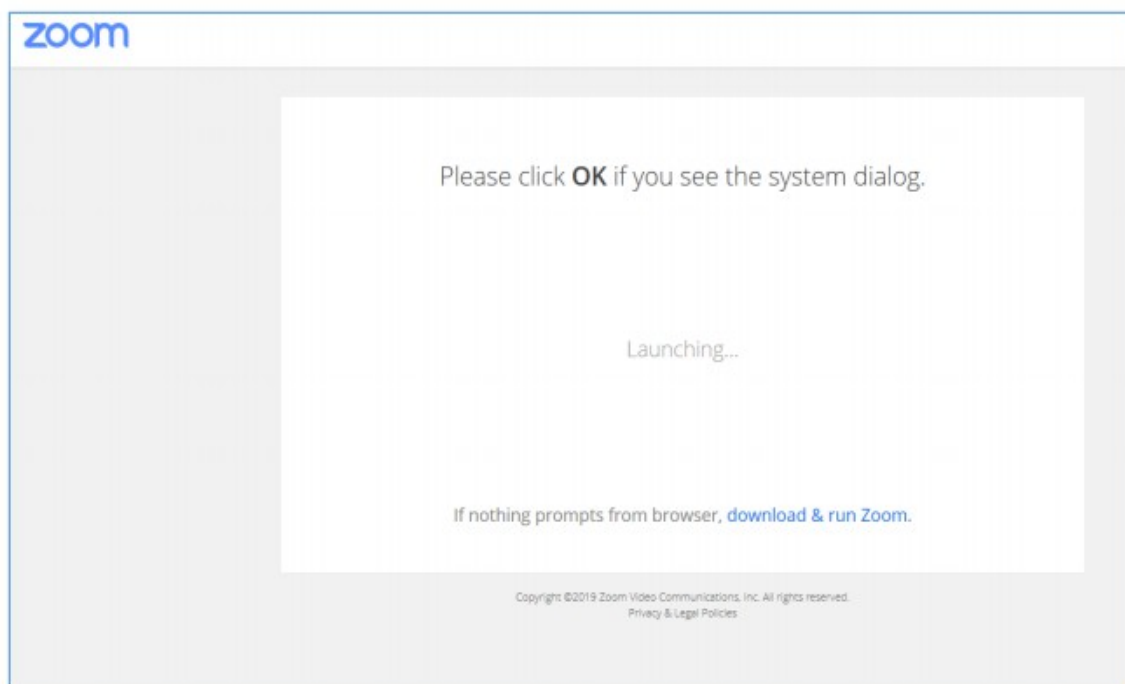 zoom
Please click OK if you see the system dialog.
Launching...
If nothing prompts from browser, download & run Zoom.
Copyright ©2019 Zoom Video Communications, Inc. All rights reserved.
Privacy & Legal Policies